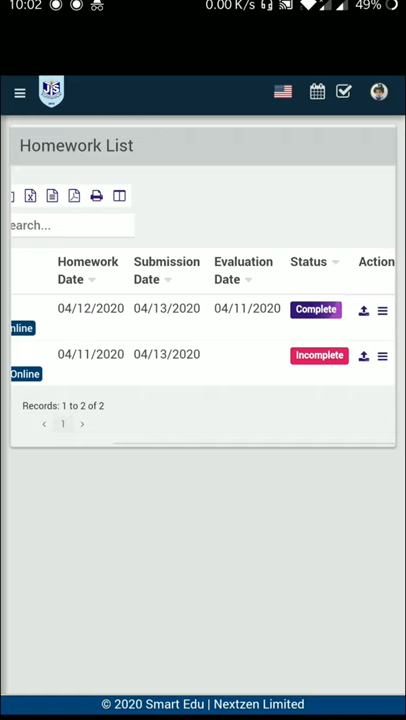 10:02 0.00 K/s 49%
JS
Homework List
earch...
Homework Date Submission Date Evaluation Date Status Action
04/12/2020 04/13/2020 04/11/2020 Complete
nline
04/11/2020 04/13/2020 Incomplete
Online
Records: 1 to 2 of 2
1
© 2020 Smart Edu | Nextzen Limited